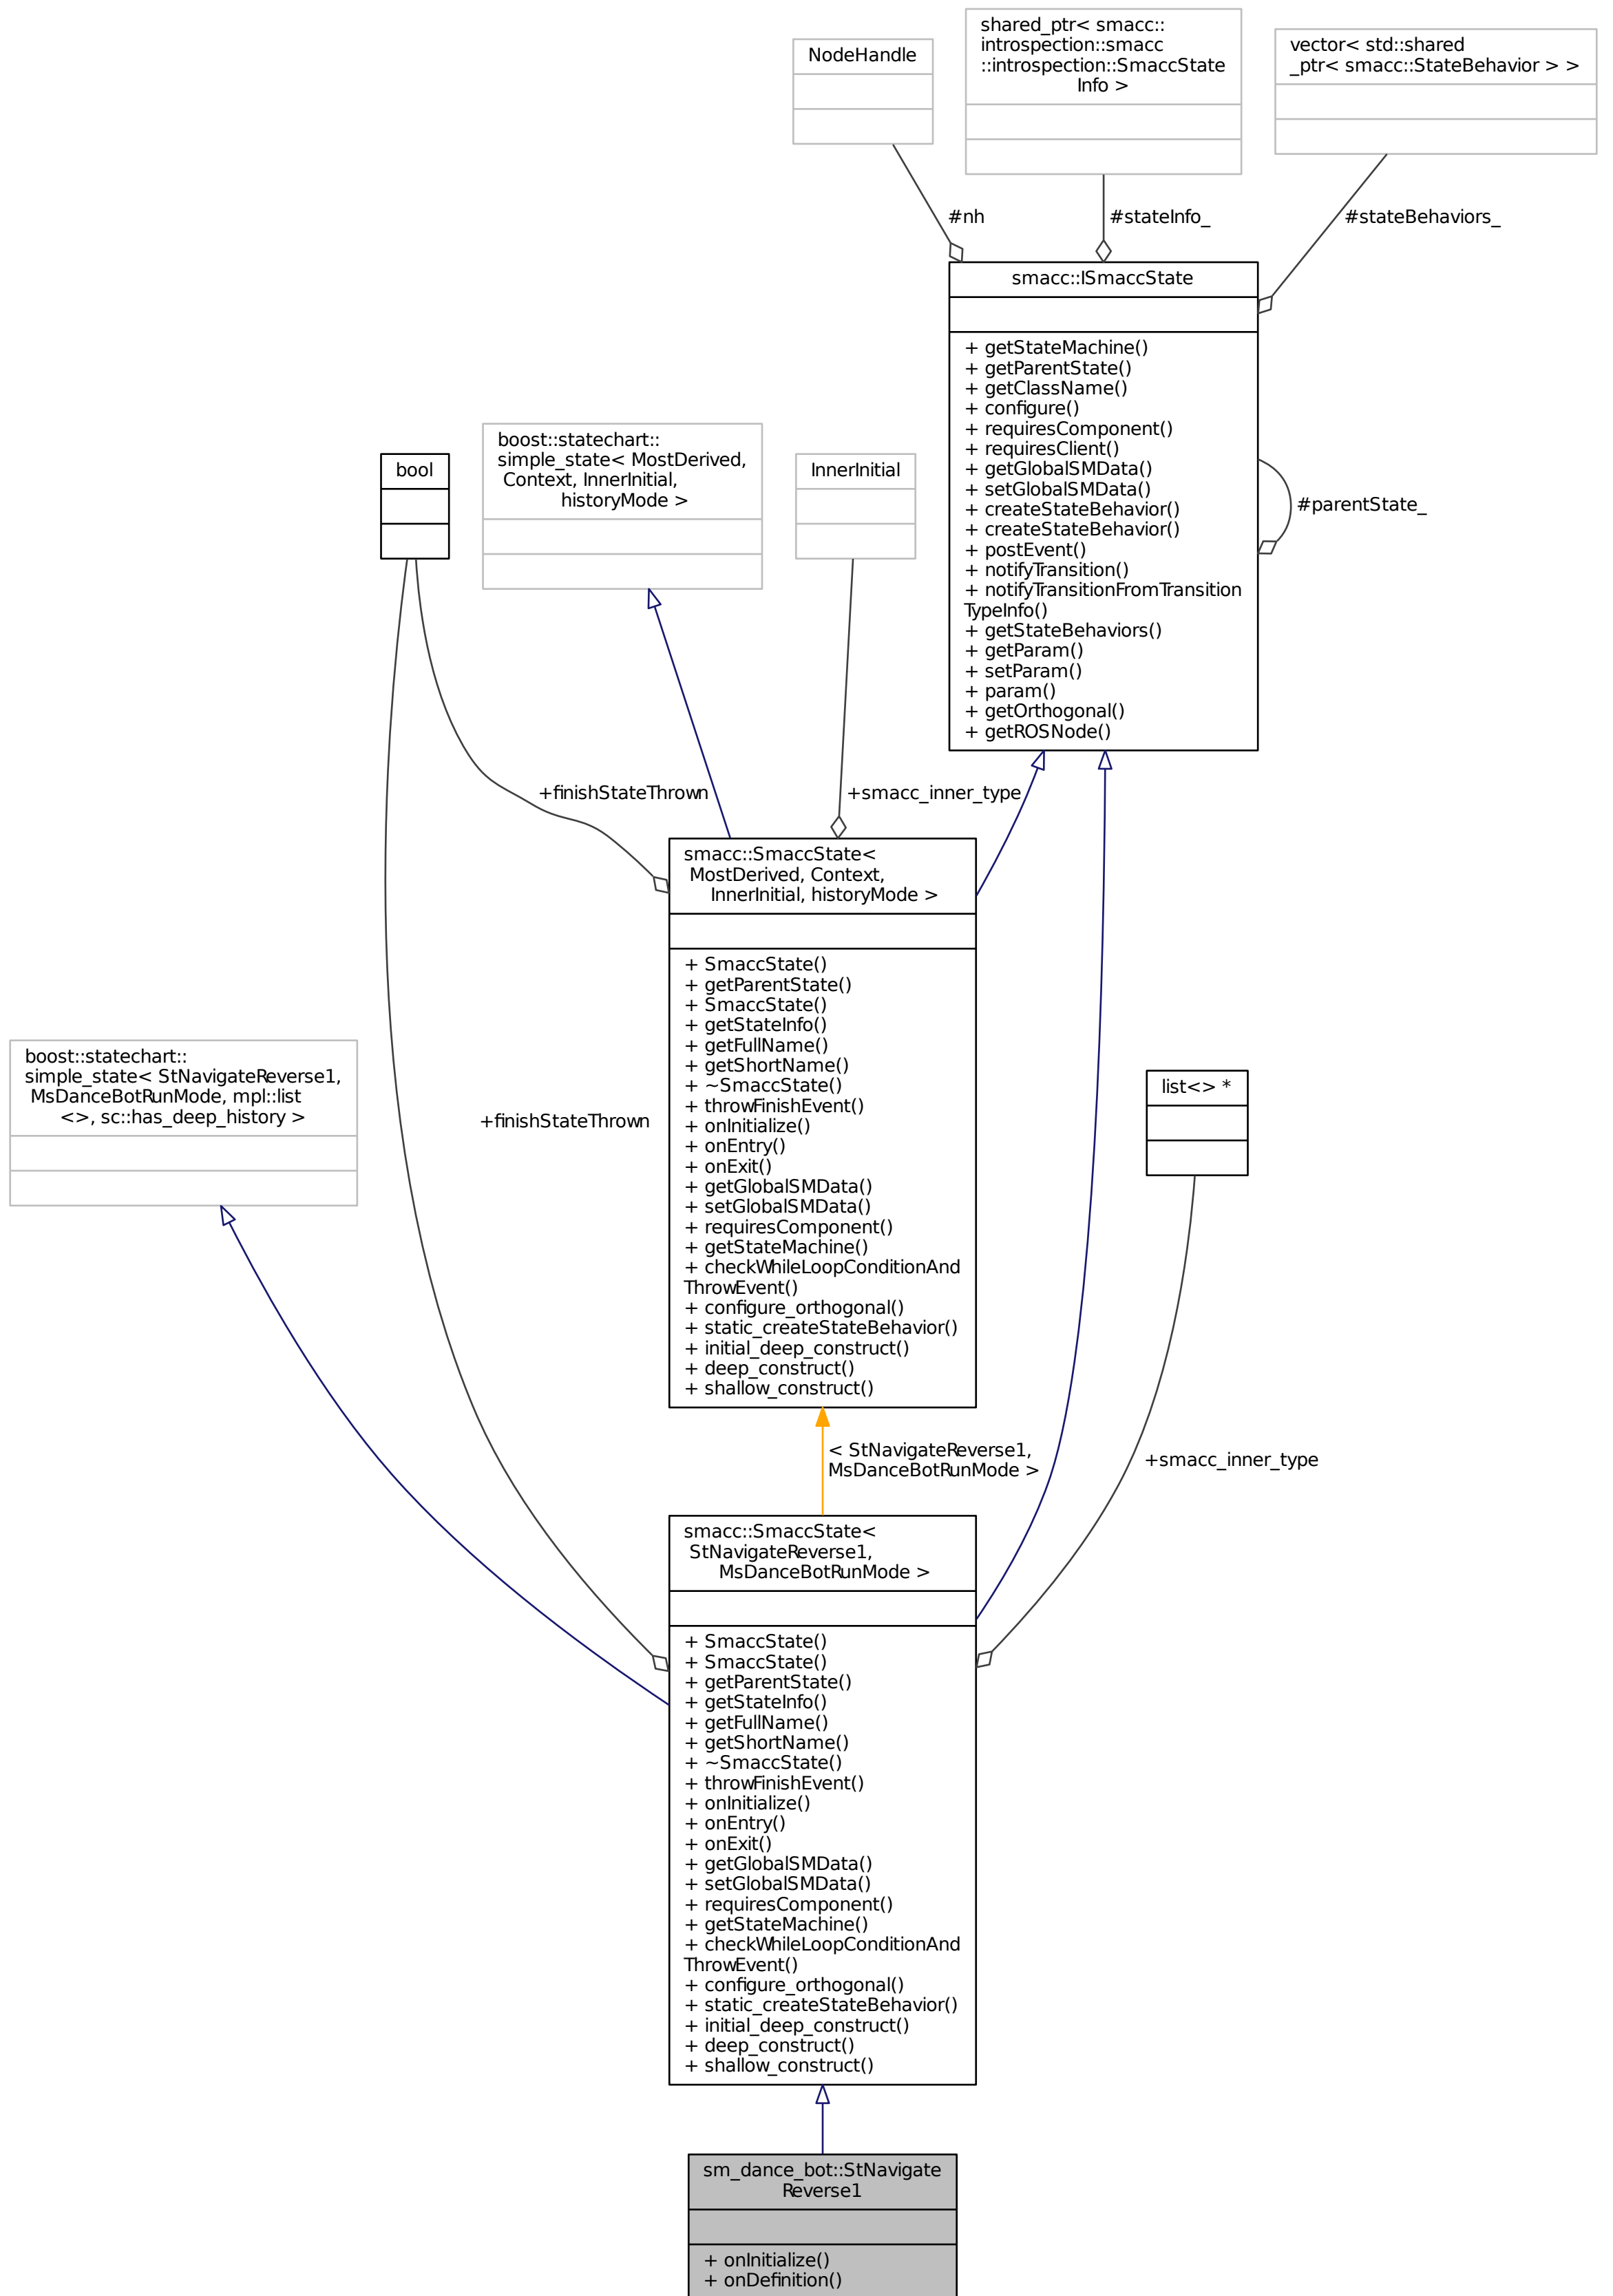 NodeHandle
shared_ptr< smacc::
introspection::smacc
::introspection::SmaccState
Info >
vector< std::shared
_ptr< smacc::StateBehavior > >
#nh
#stateInfo_
#stateBehaviors_
smacc::ISmaccState
+ getStateMachine()
+ getParentState()
+ getClassName()
+ configure()
+ requiresComponent()
+ requiresClient()
+ getGlobalSMData()
+ setGlobalSMData()
+ createStateBehavior()
+ createStateBehavior()
+ postEvent()
+ notifyTransition()
+ notifyTransitionFromTransition
TypeInfo()
+ getStateBehaviors()
+ getParam()
+ setParam()
+ param()
+ getOrthogonal()
+ getROSNode()
#parentState_
bool
boost::statechart::
simple_state< MostDerived,
Context, InnerInitial,
historyMode >
InnerInitial
+finishStateThrown
+smacc_inner_type
smacc::SmaccState<
MostDerived, Context,
InnerInitial, historyMode >
+ SmaccState()
+ getParentState()
+ SmaccState()
+ getStateInfo()
+ getFullName()
+ getShortName()
+ ~SmaccState()
+ throwFinishEvent()
+ onInitialize()
+ onEntry()
+ onExit()
+ getGlobalSMData()
+ setGlobalSMData()
+ requiresComponent()
+ getStateMachine()
+ checkWhileLoopConditionAnd
ThrowEvent()
+ configure_orthogonal()
+ static_createStateBehavior()
+ initial_deep_construct()
+ deep_construct()
+ shallow_construct()
boost::statechart::
simple_state< StNavigateReverse1,
MsDanceBotRunMode, mpl::list
<>, sc::has_deep_history >
+finishStateThrown
list<> *
< StNavigateReverse1,
MsDanceBotRunMode >
+smacc_inner_type
smacc::SmaccState<
StNavigateReverse1,
MsDanceBotRunMode >
+ SmaccState()
+ SmaccState()
+ getParentState()
+ getStateInfo()
+ getFullName()
+ getShortName()
+ ~SmaccState()
+ throwFinishEvent()
+ onInitialize()
+ onEntry()
+ onExit()
+ getGlobalSMData()
+ setGlobalSMData()
+ requiresComponent()
+ getStateMachine()
+ checkWhileLoopConditionAnd
ThrowEvent()
+ configure_orthogonal()
+ static_createStateBehavior()
+ initial_deep_construct()
+ deep_construct()
+ shallow_construct()
sm_dance_bot::StNavigate
Reverse1
+ onInitialize()
+ onDefinition()